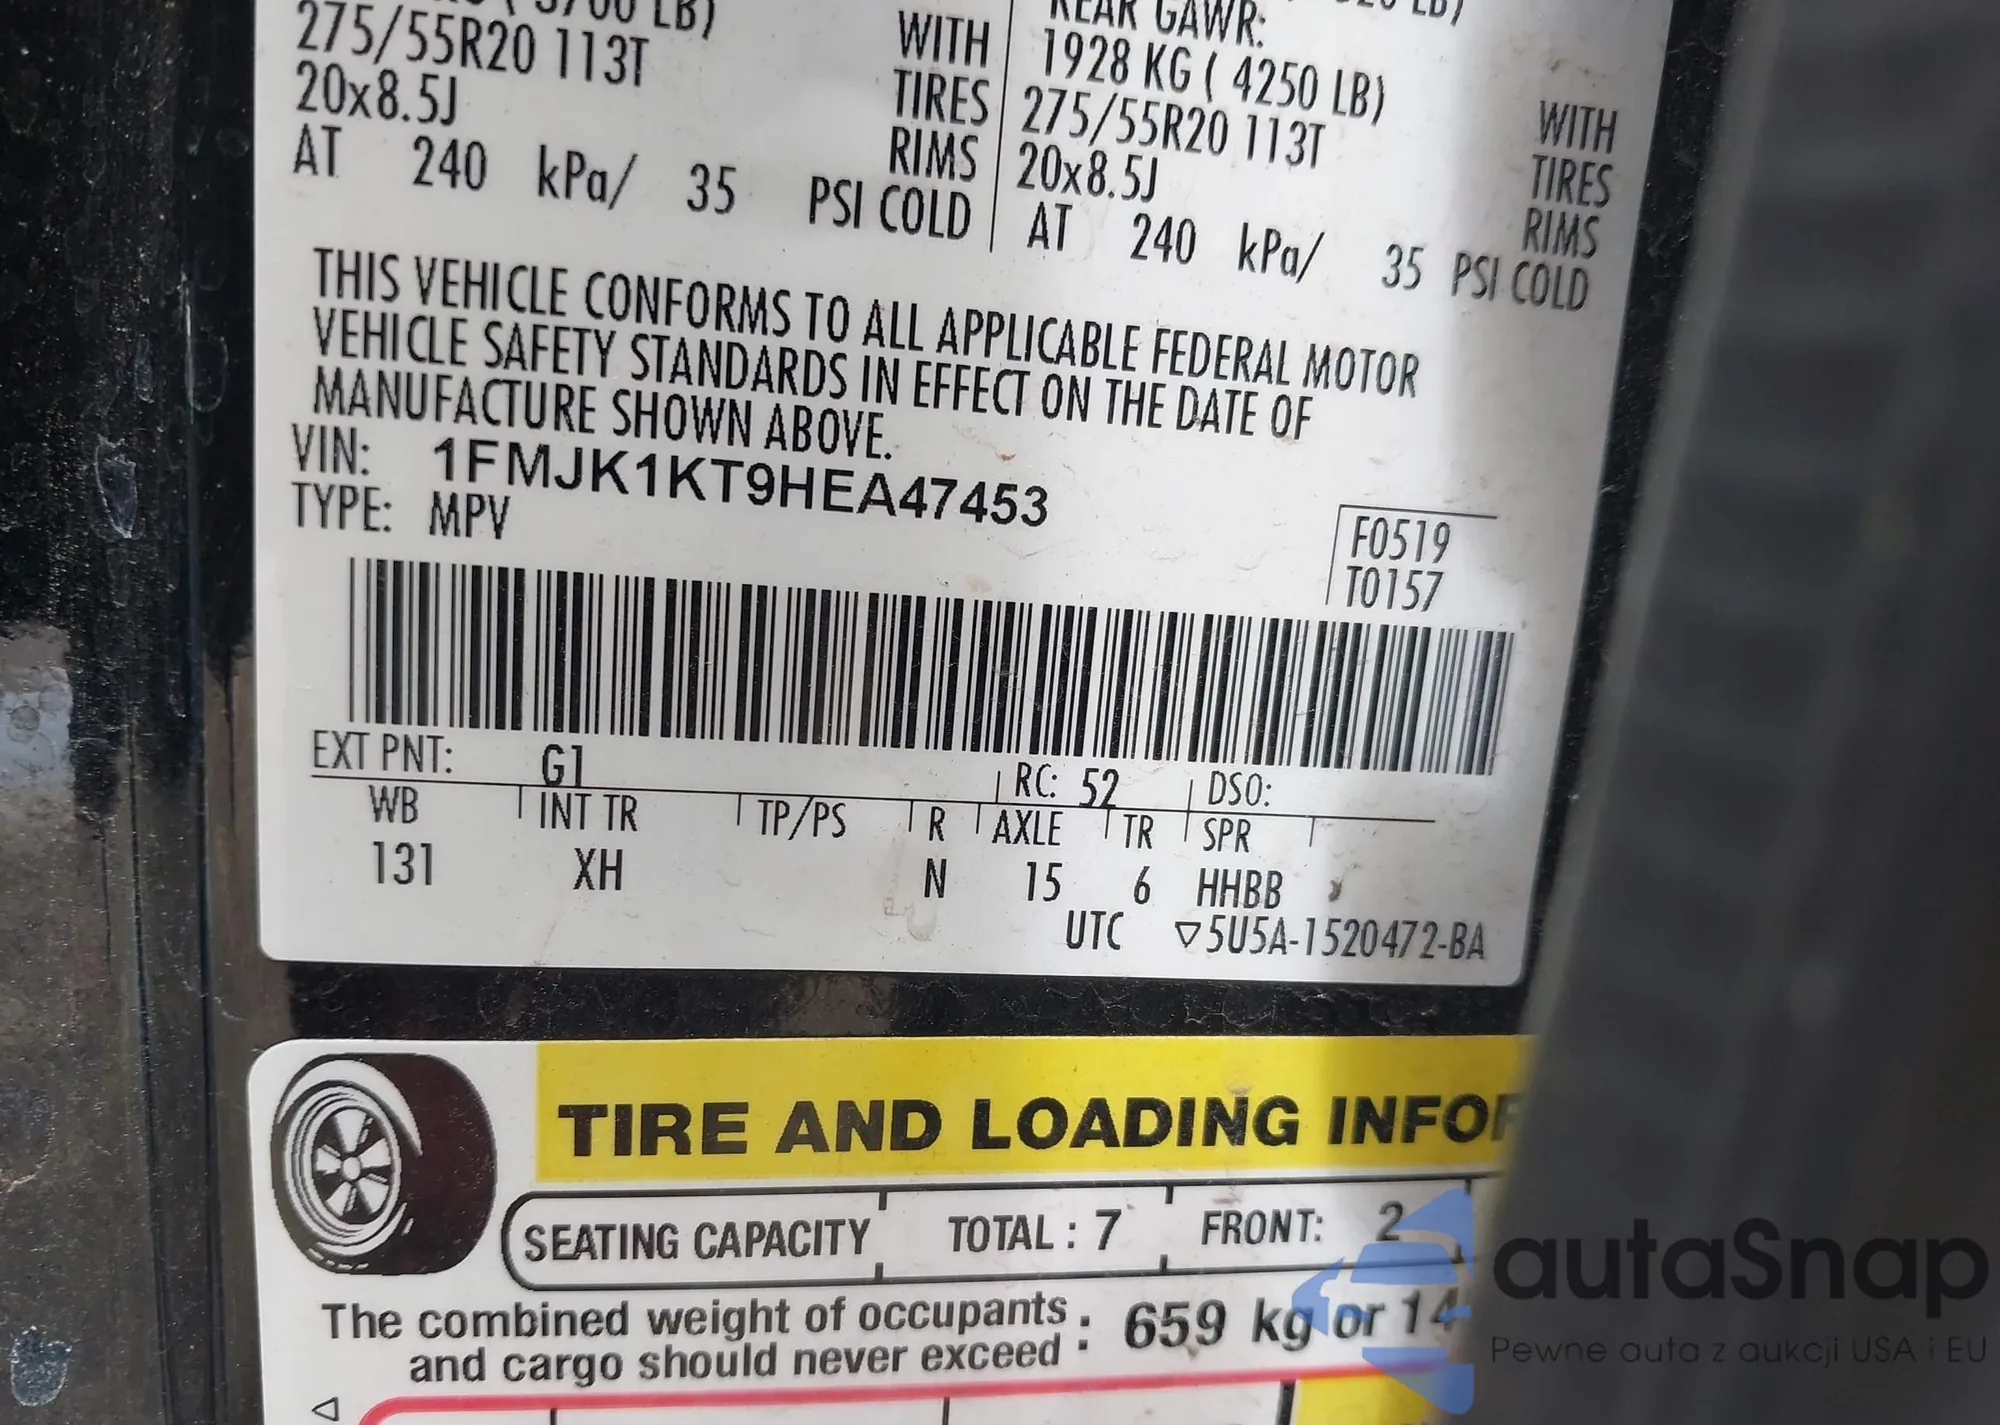 3700 LB)
275/55R20 113T WITH
20x8.5J TIRES
RIMS
AT 240 kPa/ 35 PSI COLD
REAR GAWR:
1928 KG ( 4250 LB)
275/55R20 113T WITH
20x8.5J TIRES
RIMS
AT 240 kPa/ 35 PSI COLD
THIS VEHICLE CONFORMS TO ALL APPLICABLE FEDERAL MOTOR
VEHICLE SAFETY STANDARDS IN EFFECT ON THE DATE OF
MANUFACTURE SHOWN ABOVE.
VIN: 1FMJK1KT9HEA47453
TYPE: MPV
F0519
T0157
EXT PNT: G1 RC: 52 DSO:
WB INT TR TP/PS R AXLE TR SPR
131 XH N 15 6 HHBB
UTC ▽5U5A-1520472-BA
TIRE AND LOADING INFOR
SEATING CAPACITY TOTAL : 7 FRONT: 2
The combined weight of occupants
and cargo should never exceed : 659 kg or 14
autaSnap
Pewne auta z aukcji USA i EU